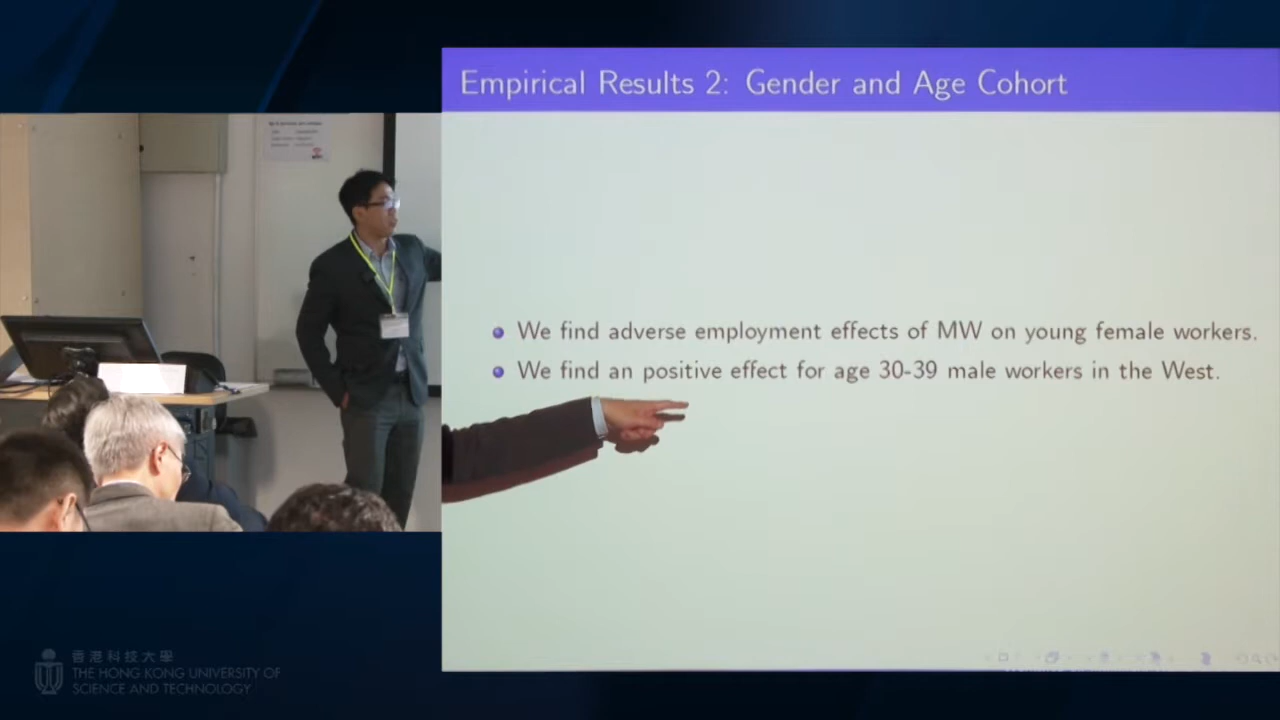 Empirical Results 2: Gender and Age Cohort
We find adverse employment effects of MW on young female workers.
We find an positive effect for age 30-39 male workers in the West.
香港科技大學
THE HONG KONG UNIVERSITY OF
SCIENCE AND TECHNOLOGY